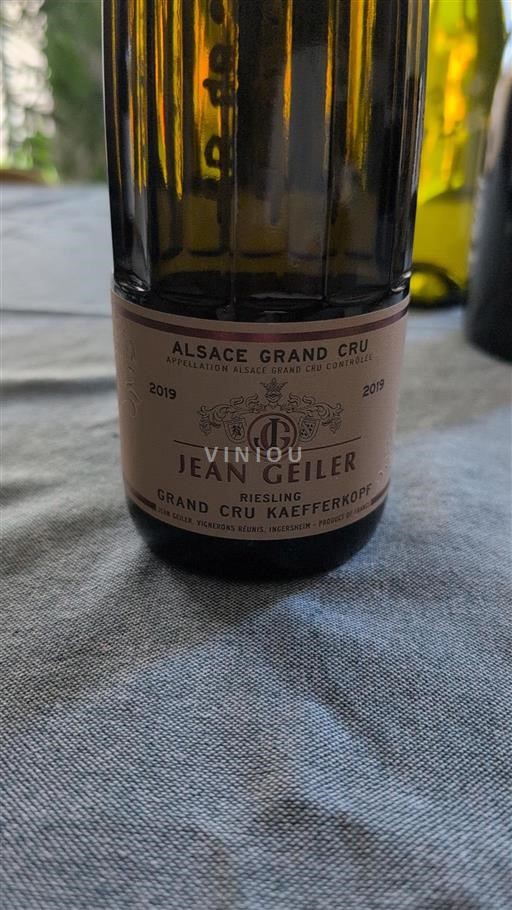 ALSACE GRAND CRU
APPELLATION ALSACE GRAND CRU CONTRÔLÉE
2019 2019
JG
VINIOU
JEAN GEILER
RIESLING
GRAND CRU KAEFFERKOPF
JEAN GEILER, VIGNERONS RÉUNIS, INGERSHEIM - PRODUCT OF FRANCE